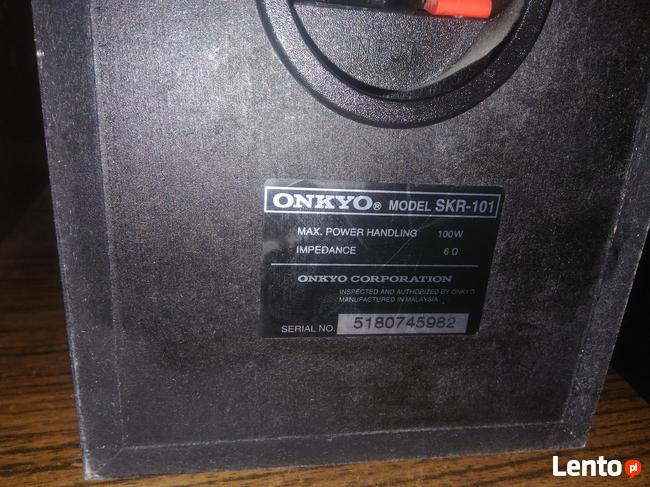 INPUT
ONKYO® MODEL SKR-101
MAX. POWER HANDLING 100W
IMPEDANCE 6 Ω
ONKYO CORPORATION
INSPECTED AND AUTHORIZED BY ONKYO
MANUFACTURED IN MALAYSIA
SERIAL NO. 5180745982
Lento pl